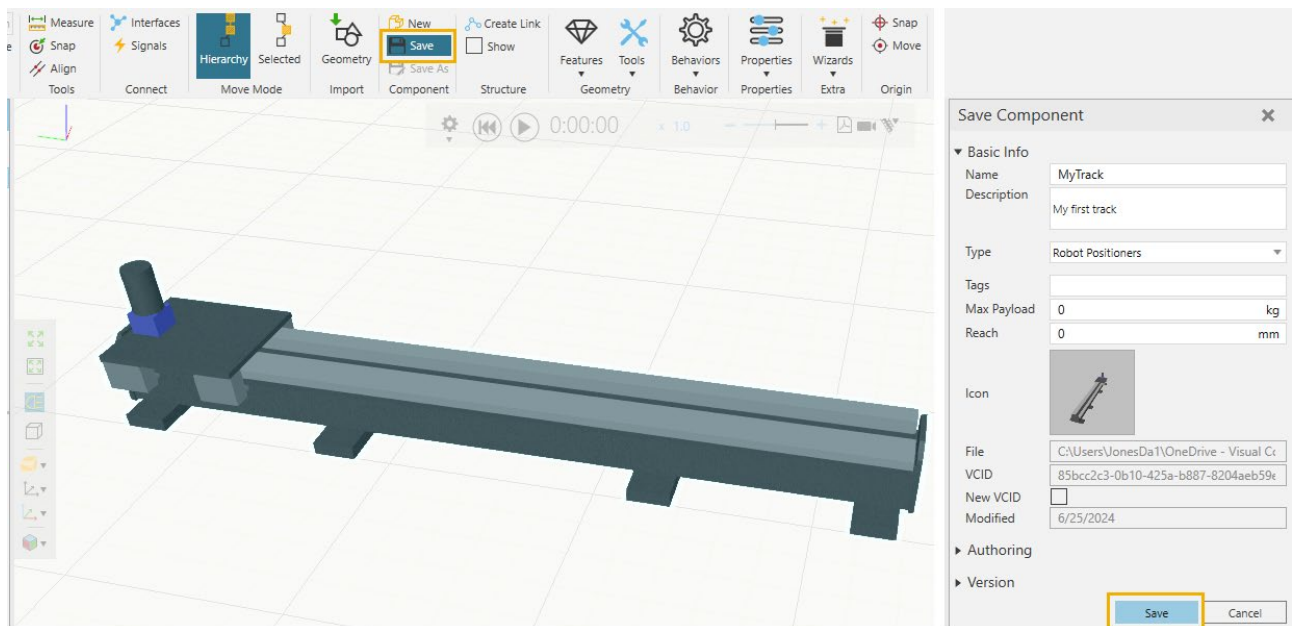 Measure
Interfaces
New
Create Link
Snap
Snap
Signals
Save
Show
Move
Align
Hierarchy
Selected
Geometry
Save As
Features
Tools
Behaviors
Properties
Wizards
Tools
Connect
Move Mode
Import
Component
Structure
Geometry
Behavior
Properties
Extra
Origin
0:00:00
x 1.0
Save Component
Basic Info
Name MyTrack
Description My first track
Type Robot Positioners
Tags
Max Payload 0 kg
Reach 0 mm
Icon
File C:\Users\JonesDa1\OneDrive - Visual Cc
VCID 85bcc2c3-0b10-425a-b887-8204aeb59e
New VCID
Modified 6/25/2024
Authoring
Version
Save Cancel